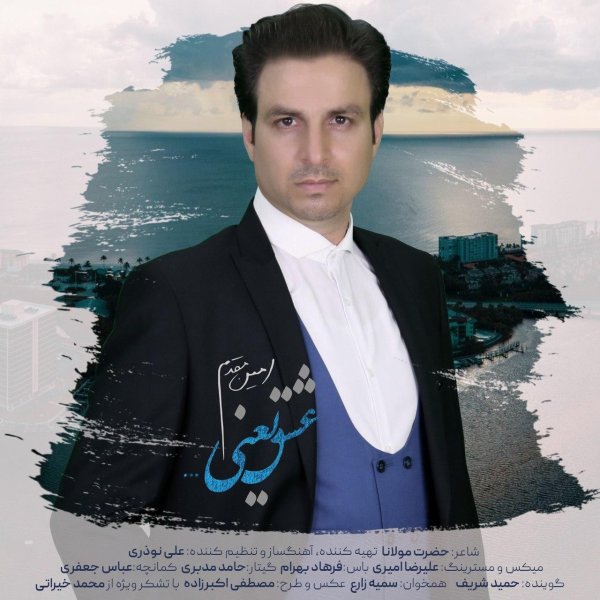 رامین مقدم
عشق یعنی ...
شاعر: حضرت مولانا تهیه کننده، آهنگساز و تنظیم کننده: علی نوذری
میکس و مسترینگ: علیرضا امیری باس: فرهاد بهرام گیتار: حامد مدبری کمانچه: عباس جعفری
گوینده: حمید شریف همخوان: سمیه زارع عکس و طرح: مصطفی اکبرزاده با تشکر ویژه از محمد خیراتی